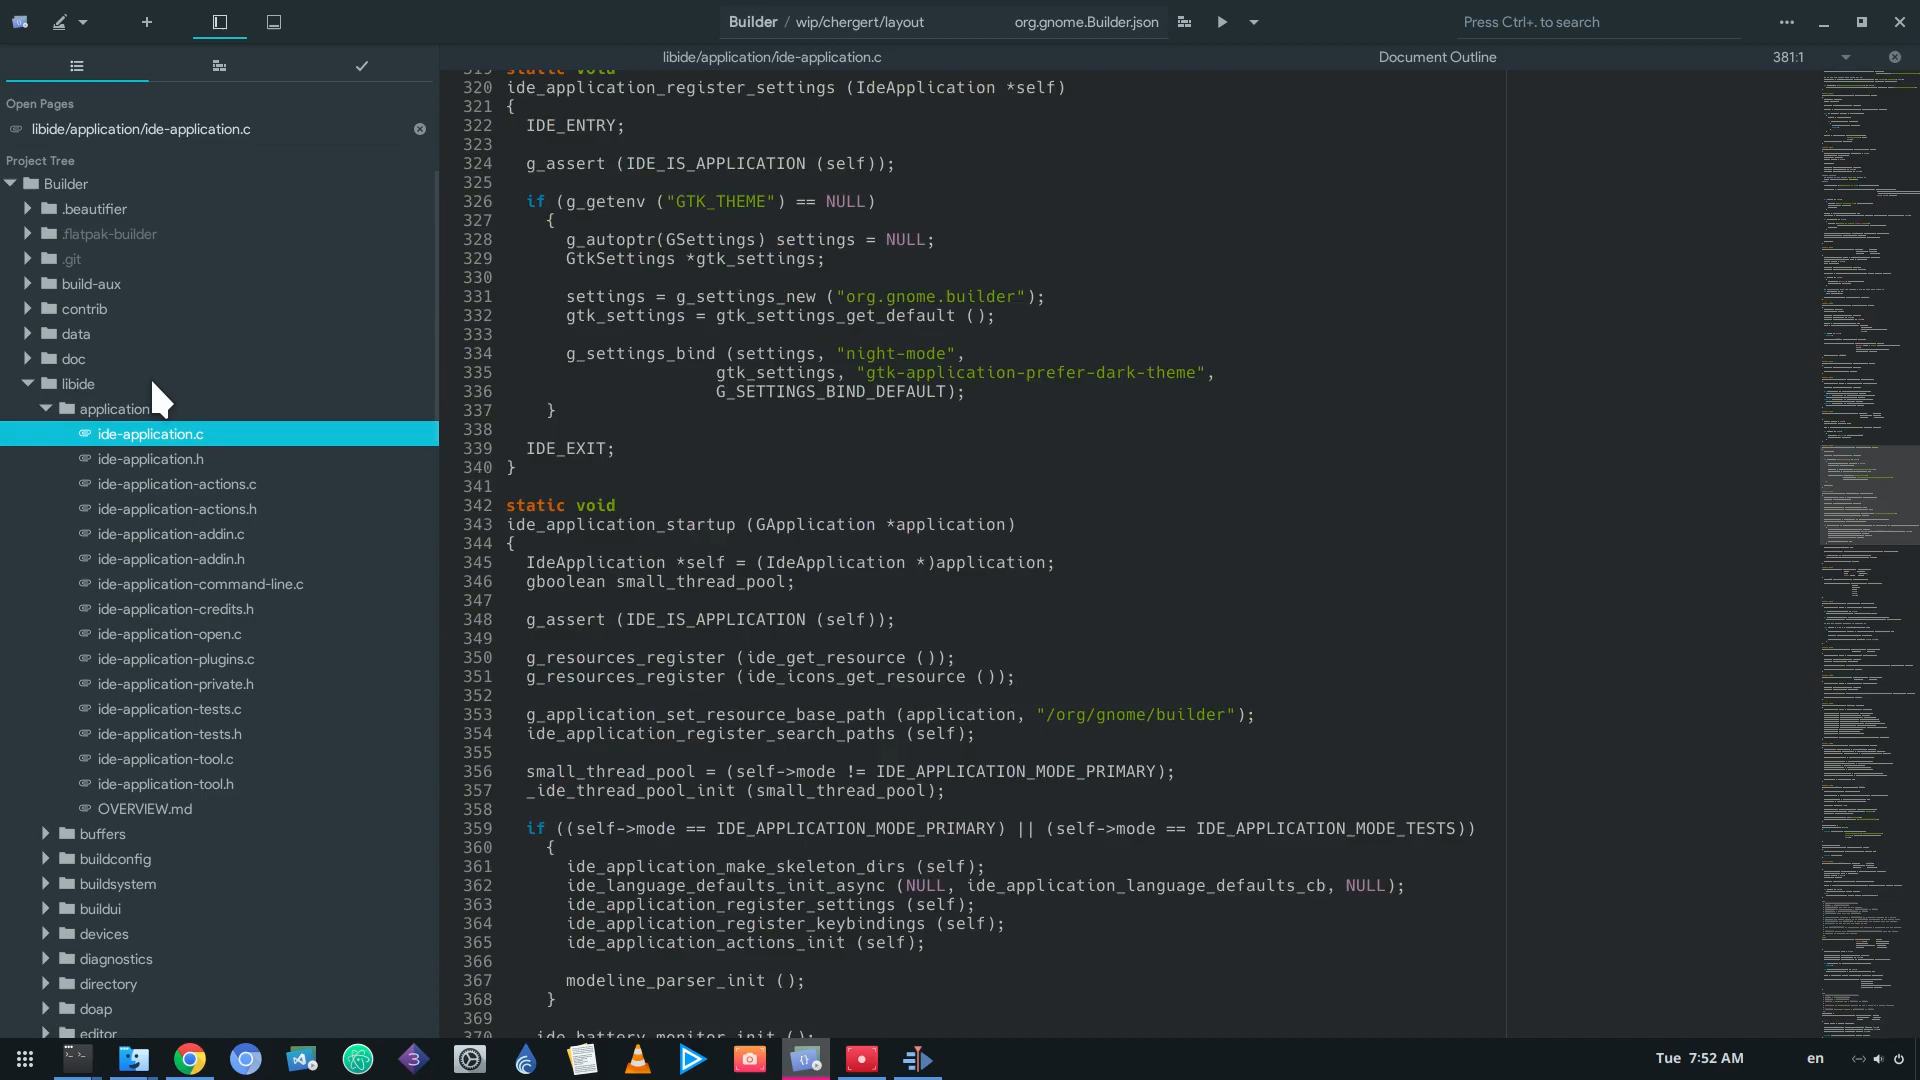 Builder / wip/chergert/layout
org.gnome.Builder.json
Press Ctrl+. to search
libide/application/ide-application.c
Document Outline
381:1
Open Pages
libide/application/ide-application.c
Project Tree
Builder
.beautifier
.flatpak-builder
.git
build-aux
contrib
data
doc
libide
application
ide-application.c
ide-application.h
ide-application-actions.c
ide-application-actions.h
ide-application-addin.c
ide-application-addin.h
ide-application-command-line.c
ide-application-credits.h
ide-application-open.c
ide-application-plugins.c
ide-application-private.h
ide-application-tests.c
ide-application-tests.h
ide-application-tool.c
ide-application-tool.h
OVERVIEW.md
buffers
buildconfig
buildsystem
buildui
devices
diagnostics
directory
doap
editor
319 static void
320 ide_application_register_settings (IdeApplication *self)
321 {
322   IDE_ENTRY;
323
324   g_assert (IDE_IS_APPLICATION (self));
325
326   if (g_getenv ("GTK_THEME") == NULL)
327     {
328       g_autoptr(GSettings) settings = NULL;
329       GtkSettings *gtk_settings;
330
331       settings = g_settings_new ("org.gnome.builder");
332       gtk_settings = gtk_settings_get_default ();
333
334       g_settings_bind (settings, "night-mode",
335                      gtk_settings, "gtk-application-prefer-dark-theme",
336                      G_SETTINGS_BIND_DEFAULT);
337     }
338
339   IDE_EXIT;
340 }
341
342 static void
343 ide_application_startup (GApplication *application)
344 {
345   IdeApplication *self = (IdeApplication *)application;
346   gboolean small_thread_pool;
347
348   g_assert (IDE_IS_APPLICATION (self));
349
350   g_resources_register (ide_get_resource ());
351   g_resources_register (ide_icons_get_resource ());
352
353   g_application_set_resource_base_path (application, "/org/gnome/builder");
354   ide_application_register_search_paths (self);
355
356   small_thread_pool = (self->mode != IDE_APPLICATION_MODE_PRIMARY);
357   _ide_thread_pool_init (small_thread_pool);
358
359   if ((self->mode == IDE_APPLICATION_MODE_PRIMARY) || (self->mode == IDE_APPLICATION_MODE_TESTS))
360     {
361       ide_application_make_skeleton_dirs (self);
362       ide_language_defaults_init_async (NULL, ide_application_language_defaults_cb, NULL);
363       ide_application_register_settings (self);
364       ide_application_register_keybindings (self);
365       ide_application_actions_init (self);
366
367       modeline_parser_init ();
368     }
369
370   _ide_battery_monitor_init ();
3
Tue 7:52 AM
en